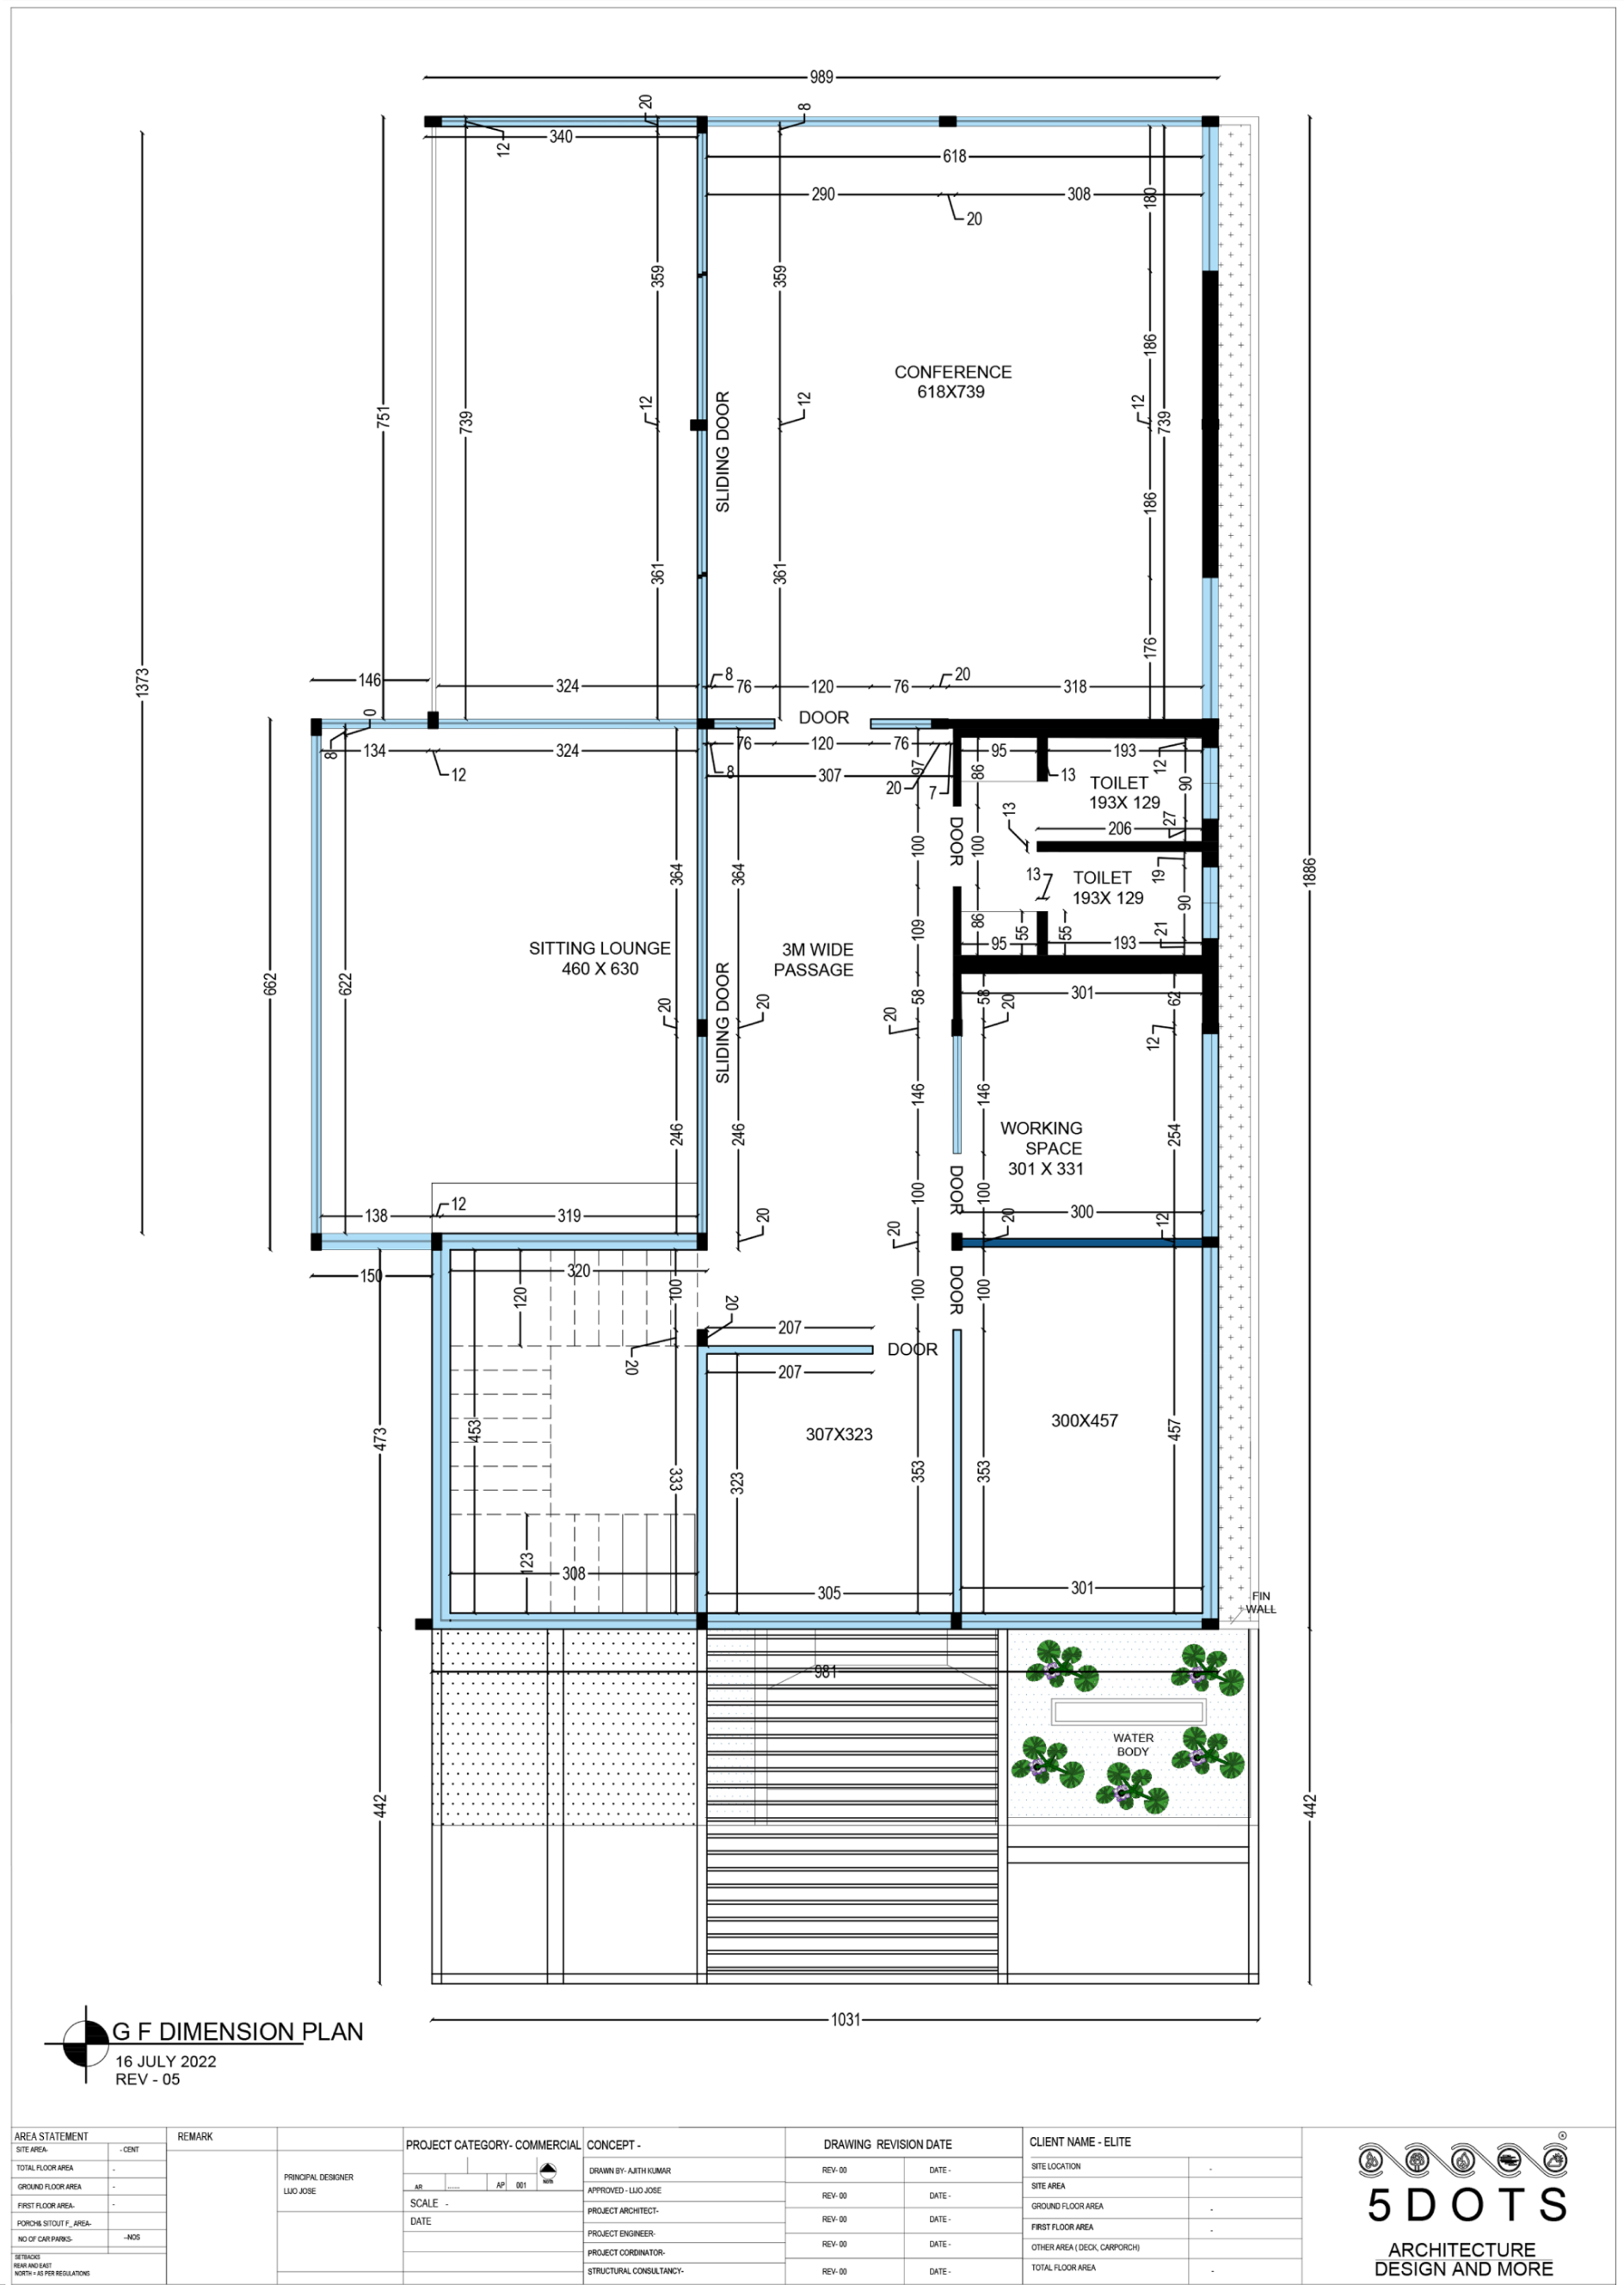 989
20
8
12
340
618
290
308
20
180
359
359
186
CONFERENCE
618X739
751
739
12
12
12
739
SLIDING DOOR
186
361
361
176
1373
146
324
8
76
120
76
20
318
0
DOOR
8
134
324
12
76
120
76
8
307
97
20
7
95
193
86
13
12
90
TOILET
193X 129
13
206
27
DOOR
100
100
364
364
13
TOILET
193X 129
19
90
1886
86
55
55
109
95
193
21
SITTING LOUNGE
460 X 630
3M WIDE
PASSAGE
662
622
SLIDING DOOR
58
58
301
62
20
20
20
20
12
146
146
254
246
246
WORKING
SPACE
301 X 331
DOOR
100
100
138
12
319
20
20
20
300
12
150
320
120
100
DOOR
100
100
20
207
20
DOOR
207
473
453
333
323
307X323
353
353
300X457
457
123
308
305
301
FIN
WALL
981
WATER
BODY
442
442
1031
G F DIMENSION PLAN
16 JULY 2022
REV - 05
AREA STATEMENT
SITE AREA-
- CENT
TOTAL FLOOR AREA
-
GROUND FLOOR AREA
-
FIRST FLOOR AREA-
-
PORCH& SITOUT F_ AREA-
NO OF CAR PARKS-
--NOS
SETBACKS
REAR AND EAST
NORTH = AS PER REGULATIONS
REMARK
PRINCIPAL DESIGNER
LIJO JOSE
PROJECT CATEGORY- COMMERCIAL
AR
......
AP
001
NORTH
SCALE -
DATE
CONCEPT -
DRAWN BY- AJITH KUMAR
APPROVED - LIJO JOSE
PROJECT ARCHITECT-
PROJECT ENGINEER-
PROJECT CORDINATOR-
STRUCTURAL CONSULTANCY-
DRAWING REVISION DATE
REV- 00
DATE -
REV- 00
DATE -
REV- 00
DATE -
REV- 00
DATE -
REV- 00
DATE -
CLIENT NAME - ELITE
SITE LOCATION
-
SITE AREA
GROUND FLOOR AREA
-
FIRST FLOOR AREA
-
OTHER AREA ( DECK, CARPORCH)
TOTAL FLOOR AREA
-
5 D O T S
ARCHITECTURE
DESIGN AND MORE